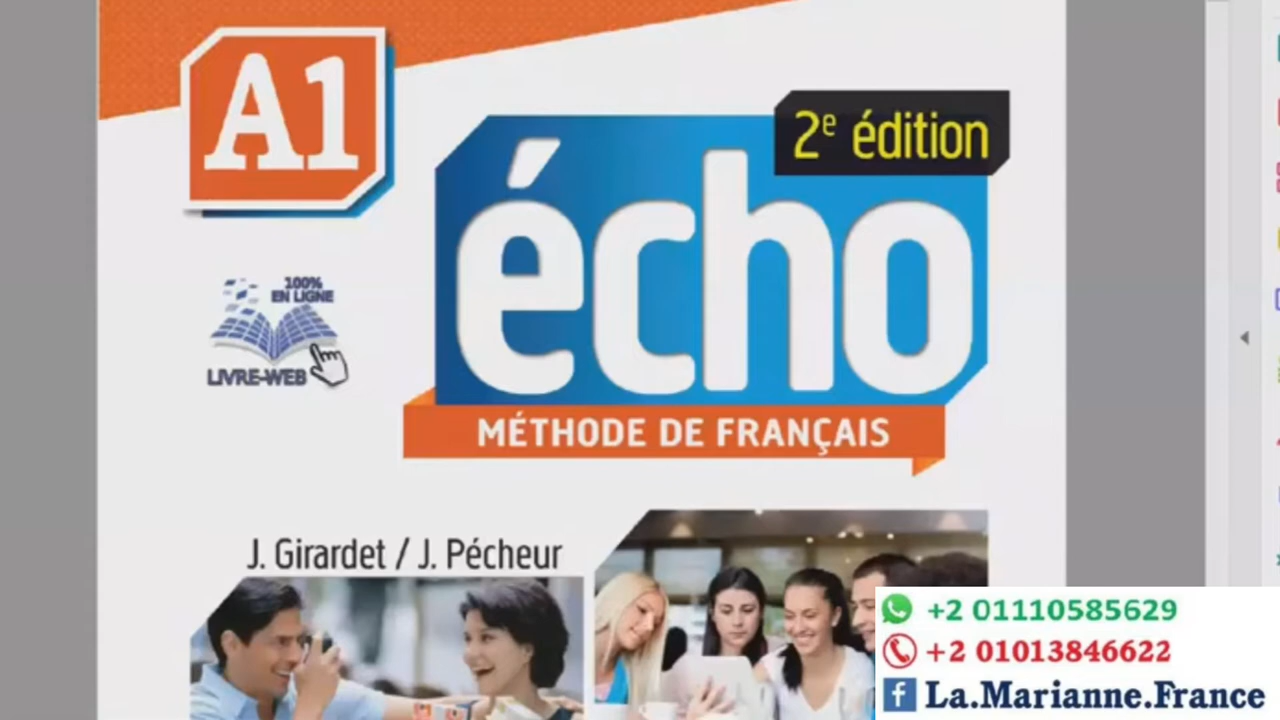 A1
2e édition
écho
MÉTHODE DE FRANÇAIS
100%
EN LIGNE
LIVRE-WEB
J. Girardet / J. Pécheur
+2 01110585629
+2 01013846622
La.Marianne.France